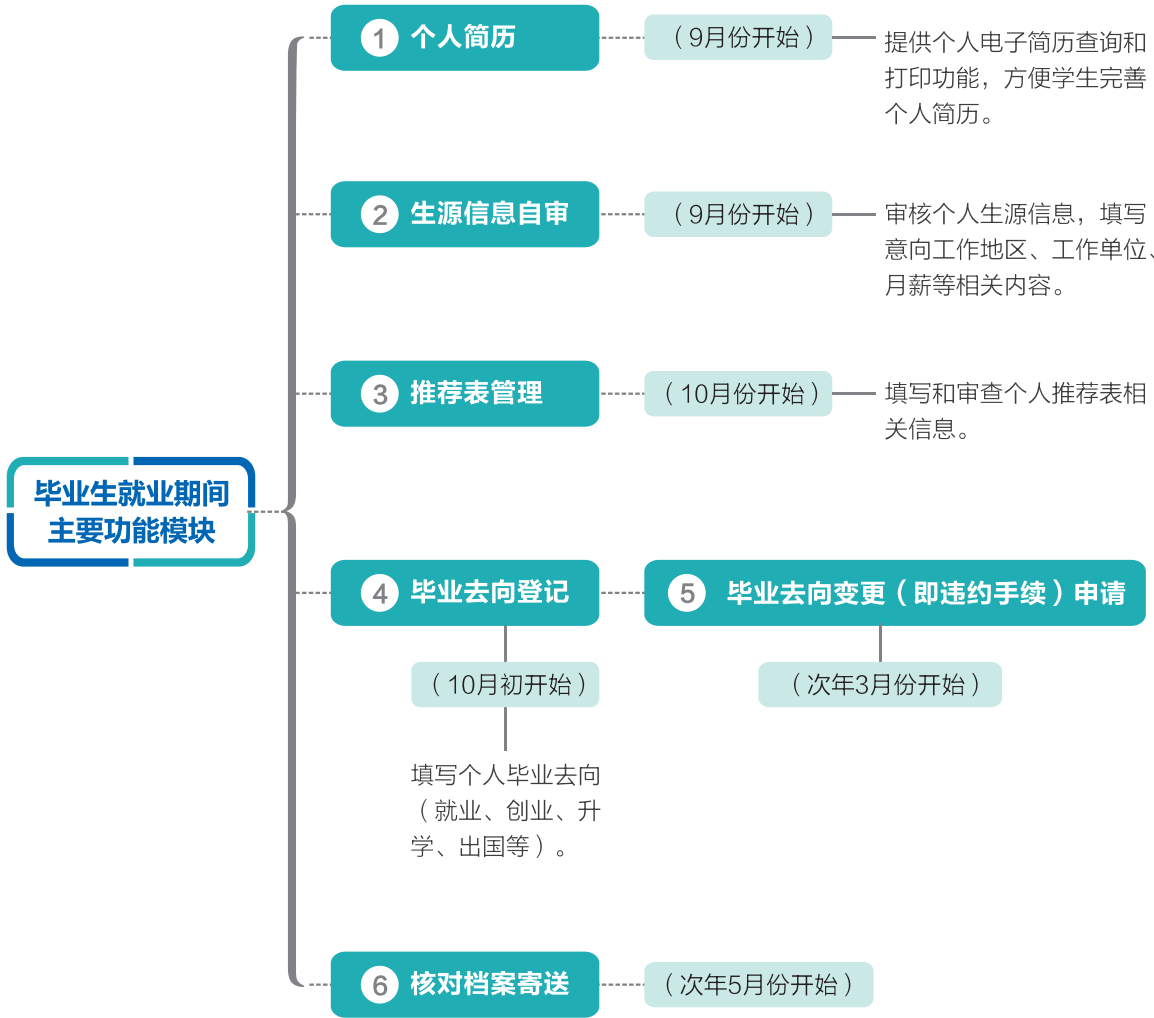 毕业生就业期间
主要功能模块
1 个人简历
（9月份开始）
提供个人电子简历查询和
打印功能，方便学生完善
个人简历。
2 生源信息自审
（9月份开始）
审核个人生源信息，填写
意向工作地区、工作单位、
月薪等相关内容。
3 推荐表管理
（10月份开始）
填写和审查个人推荐表相
关信息。
4 毕业去向登记
（10月初开始）
填写个人毕业去向
（就业、创业、升
学、出国等）。
5 毕业去向变更（即违约手续）申请
（次年3月份开始）
6 核对档案寄送
（次年5月份开始）